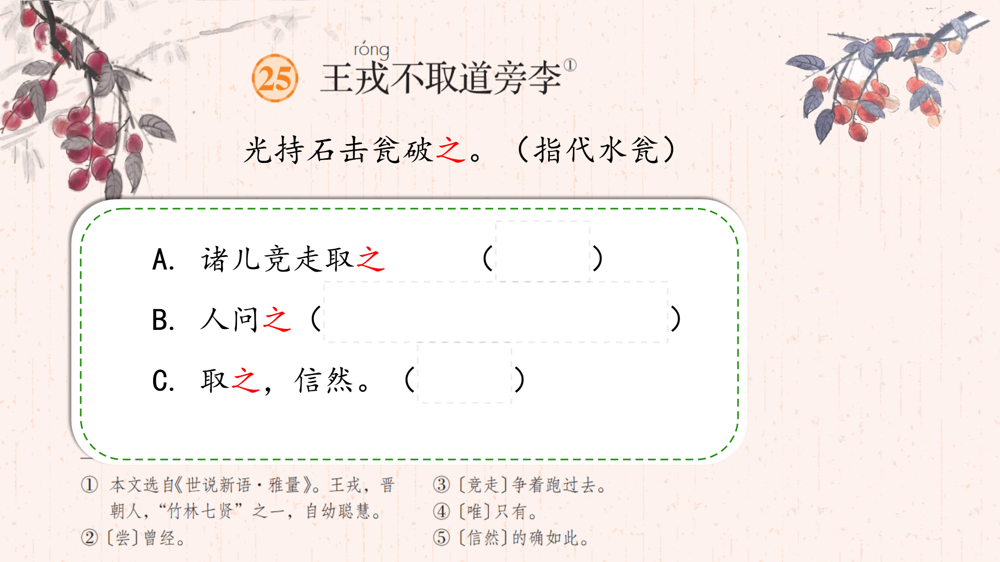 róng
25 王戎不取道旁李①
光持石击瓮破之。（指代水瓮）
A. 诸儿竞走取之 （ ）
B. 人问之（ ）
C. 取之，信然。（ ）
① 本文选自《世说新语·雅量》。王戎，晋
朝人，“竹林七贤”之一，自幼聪慧。
② 〔尝〕曾经。
③ 〔竞走〕争着跑过去。
④ 〔唯〕只有。
⑤ 〔信然〕的确如此。